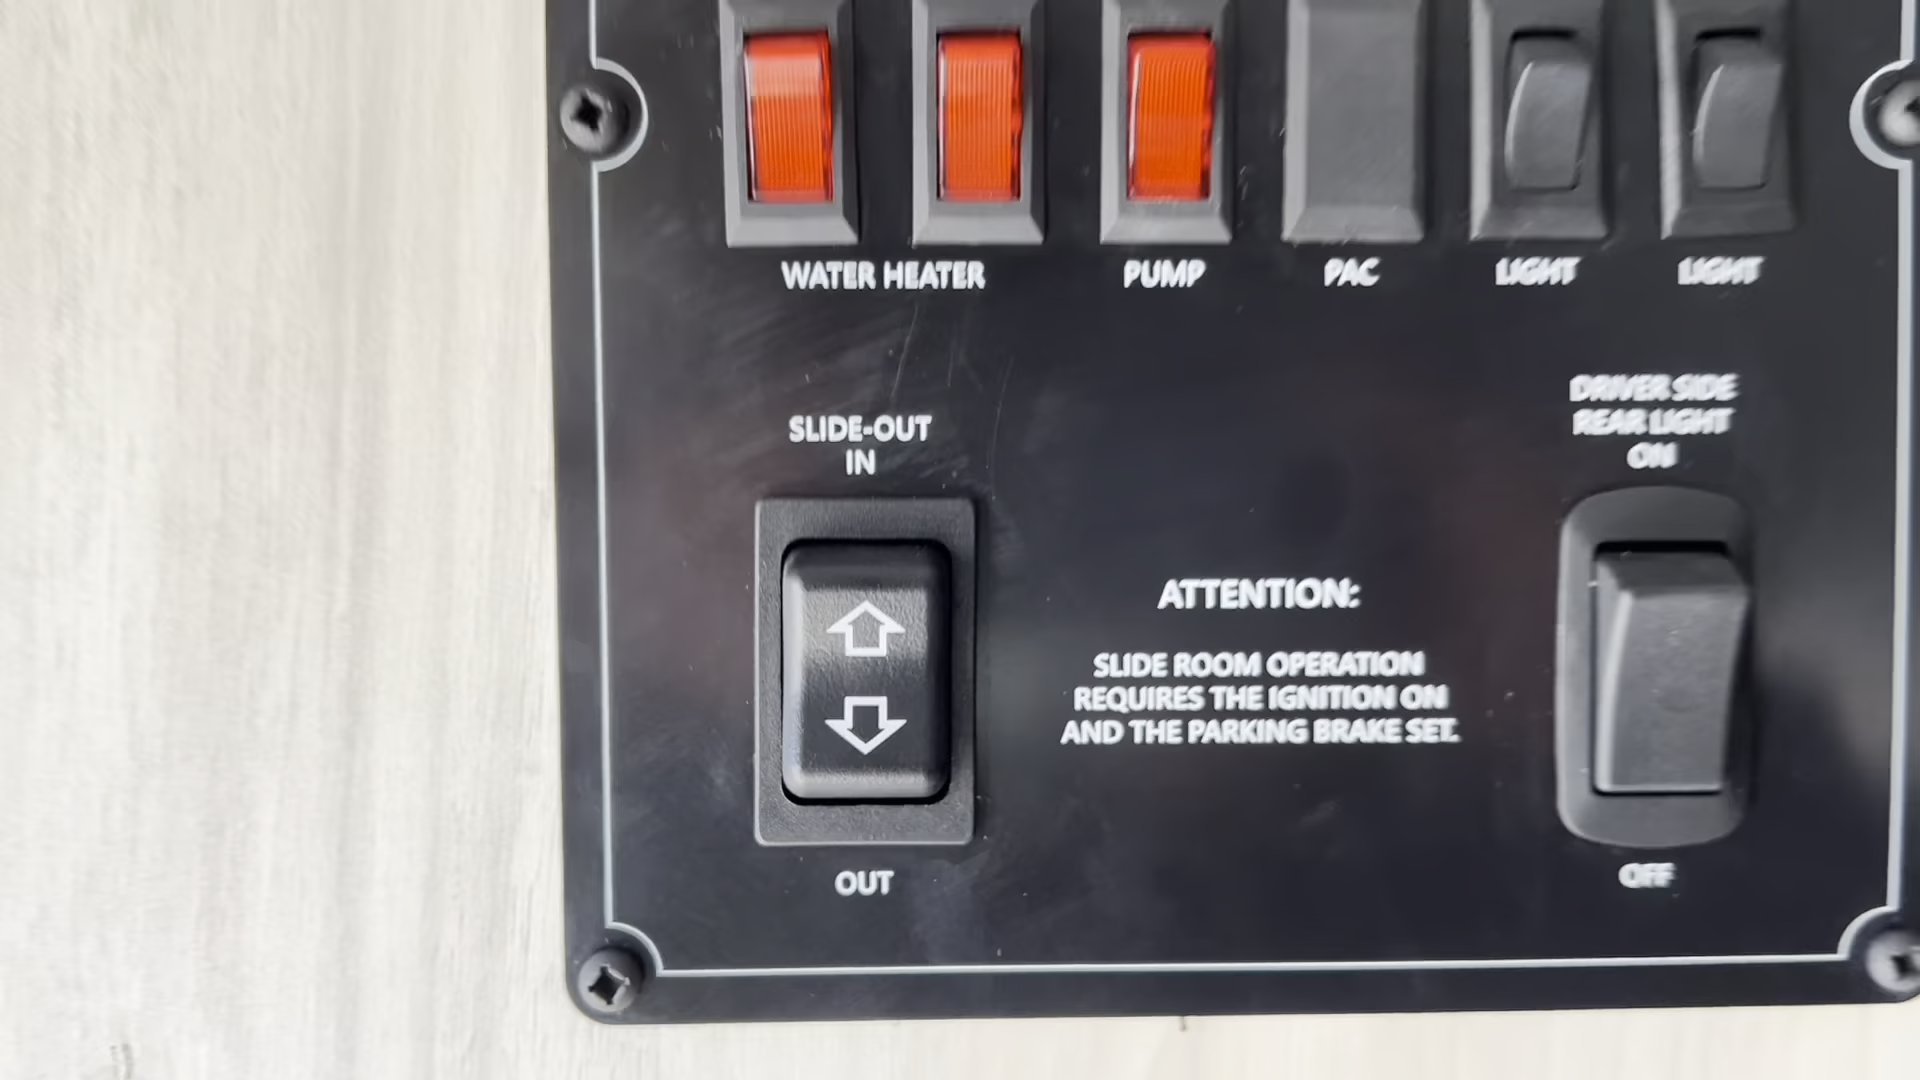 WATER HEATER
PUMP
PAC
LIGHT
LIGHT
SLIDE-OUT
IN
OUT
ATTENTION:
SLIDE ROOM OPERATION
REQUIRES THE IGNITION ON
AND THE PARKING BRAKE SET.
DRIVER SIDE
REAR LIGHT
ON
OFF